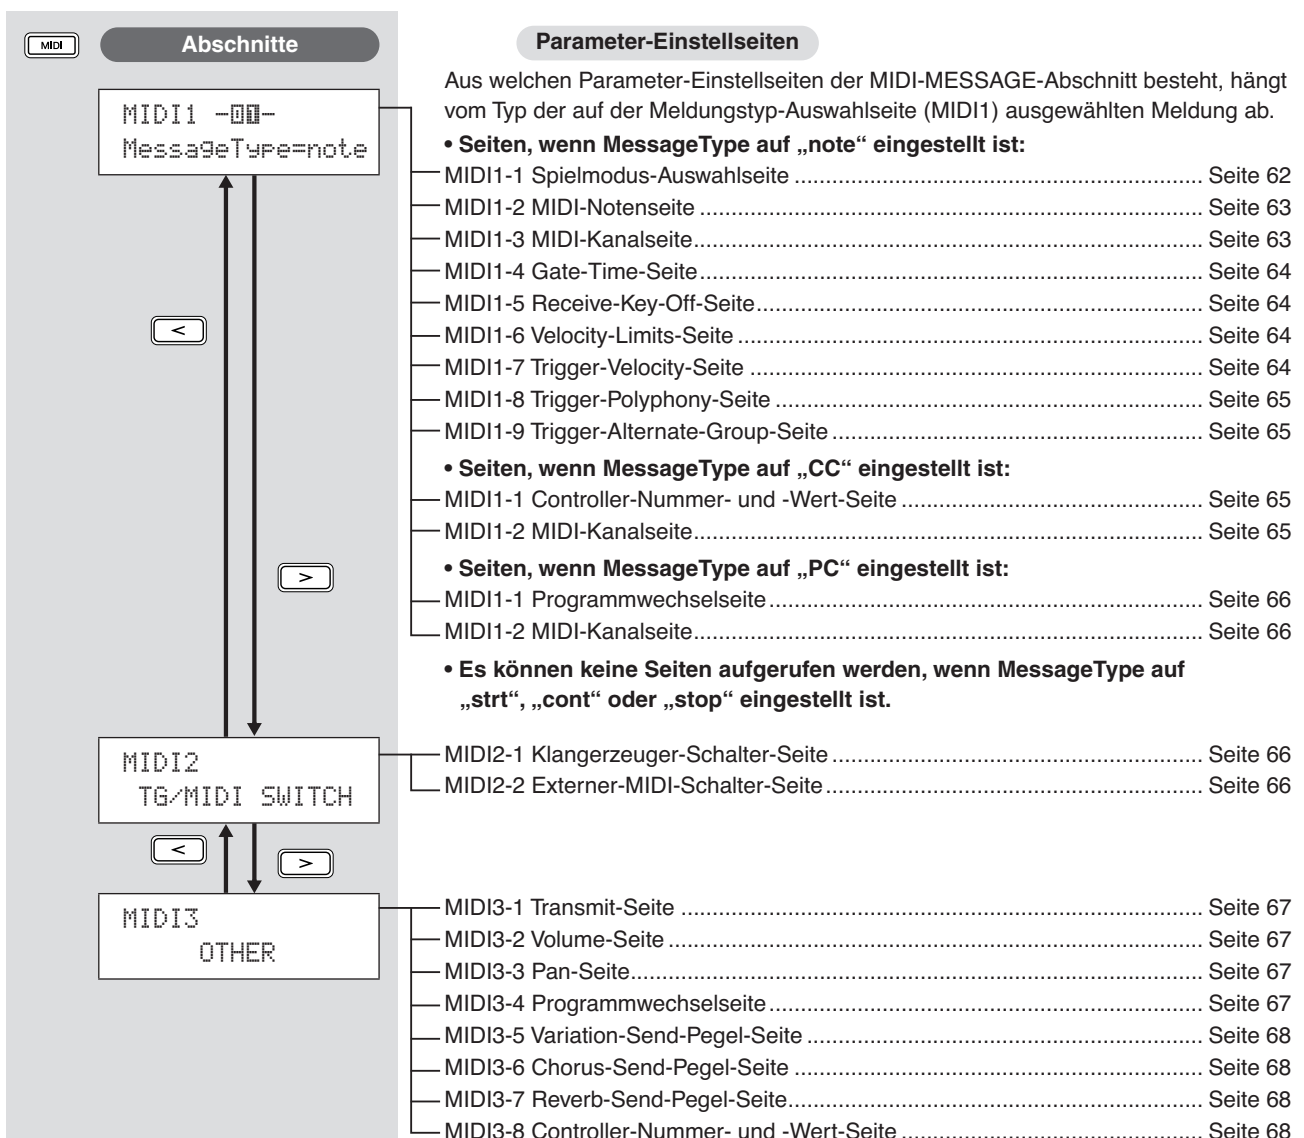 MIDI
Abschnitte
Parameter-Einstellseiten
Aus welchen Parameter-Einstellseiten der MIDI-MESSAGE-Abschnitt besteht, hängt
vom Typ der auf der Meldungstyp-Auswahlseite (MIDI1) ausgewählten Meldung ab.
MIDI1 -01-
MessageType=note
• Seiten, wenn MessageType auf „note“ eingestellt ist:
MIDI1-1 Spielmodus-Auswahlseite ........ Seite 62
MIDI1-2 MIDI-Notenseite ........ Seite 63
MIDI1-3 MIDI-Kanalseite........ Seite 63
MIDI1-4 Gate-Time-Seite........ Seite 64
MIDI1-5 Receive-Key-Off-Seite........ Seite 64
MIDI1-6 Velocity-Limits-Seite ........ Seite 64
MIDI1-7 Trigger-Velocity-Seite ........ Seite 64
MIDI1-8 Trigger-Polyphony-Seite ........ Seite 65
MIDI1-9 Trigger-Alternate-Group-Seite ........ Seite 65
<
• Seiten, wenn MessageType auf „CC“ eingestellt ist:
MIDI1-1 Controller-Nummer- und -Wert-Seite ........ Seite 65
MIDI1-2 MIDI-Kanalseite........ Seite 65
>
• Seiten, wenn MessageType auf „PC“ eingestellt ist:
MIDI1-1 Programmwechselseite........ Seite 66
MIDI1-2 MIDI-Kanalseite........ Seite 66
• Es können keine Seiten aufgerufen werden, wenn MessageType auf
„strt“, „cont“ oder „stop“ eingestellt ist.
MIDI2
TG/MIDI SWITCH
MIDI2-1 Klangerzeuger-Schalter-Seite ........ Seite 66
MIDI2-2 Externer-MIDI-Schalter-Seite ........ Seite 66
<
>
MIDI3
OTHER
MIDI3-1 Transmit-Seite ........ Seite 67
MIDI3-2 Volume-Seite ........ Seite 67
MIDI3-3 Pan-Seite........ Seite 67
MIDI3-4 Programmwechselseite........ Seite 67
MIDI3-5 Variation-Send-Pegel-Seite ........ Seite 68
MIDI3-6 Chorus-Send-Pegel-Seite ........ Seite 68
MIDI3-7 Reverb-Send-Pegel-Seite........ Seite 68
MIDI3-8 Controller-Nummer- und -Wert-Seite ........ Seite 68